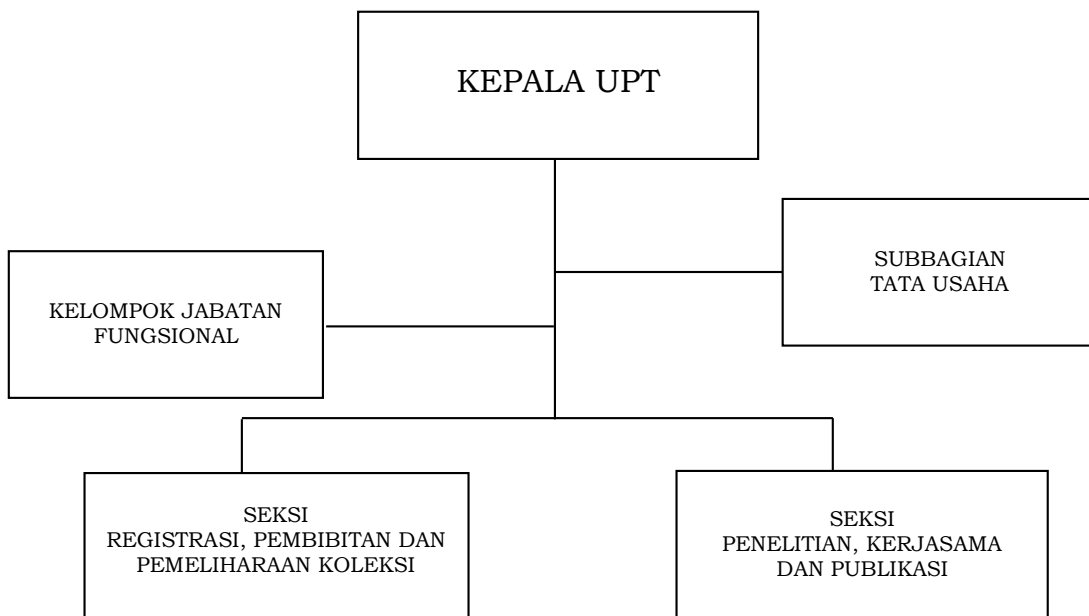 KEPALA UPT
SUBBAGIAN
TATA USAHA
KELOMPOK JABATAN
FUNGSIONAL
SEKSI
REGISTRASI, PEMBIBITAN DAN
PEMELIHARAAN KOLEKSI
SEKSI
PENELITIAN, KERJASAMA
DAN PUBLIKASI